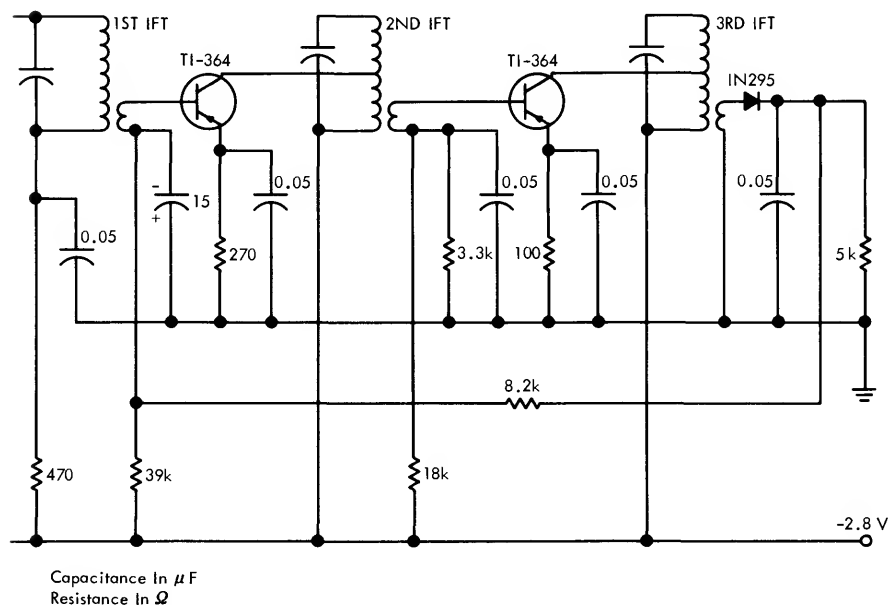 1ST IFT
2ND IFT
3RD IFT
TI-364
TI-364
IN295
0.05
-
+
15
0.05
270
3.3k
0.05
100
0.05
0.05
5k
8.2k
470
39k
18k
-2.8 V
Capacitance In μF
Resistance In Ω